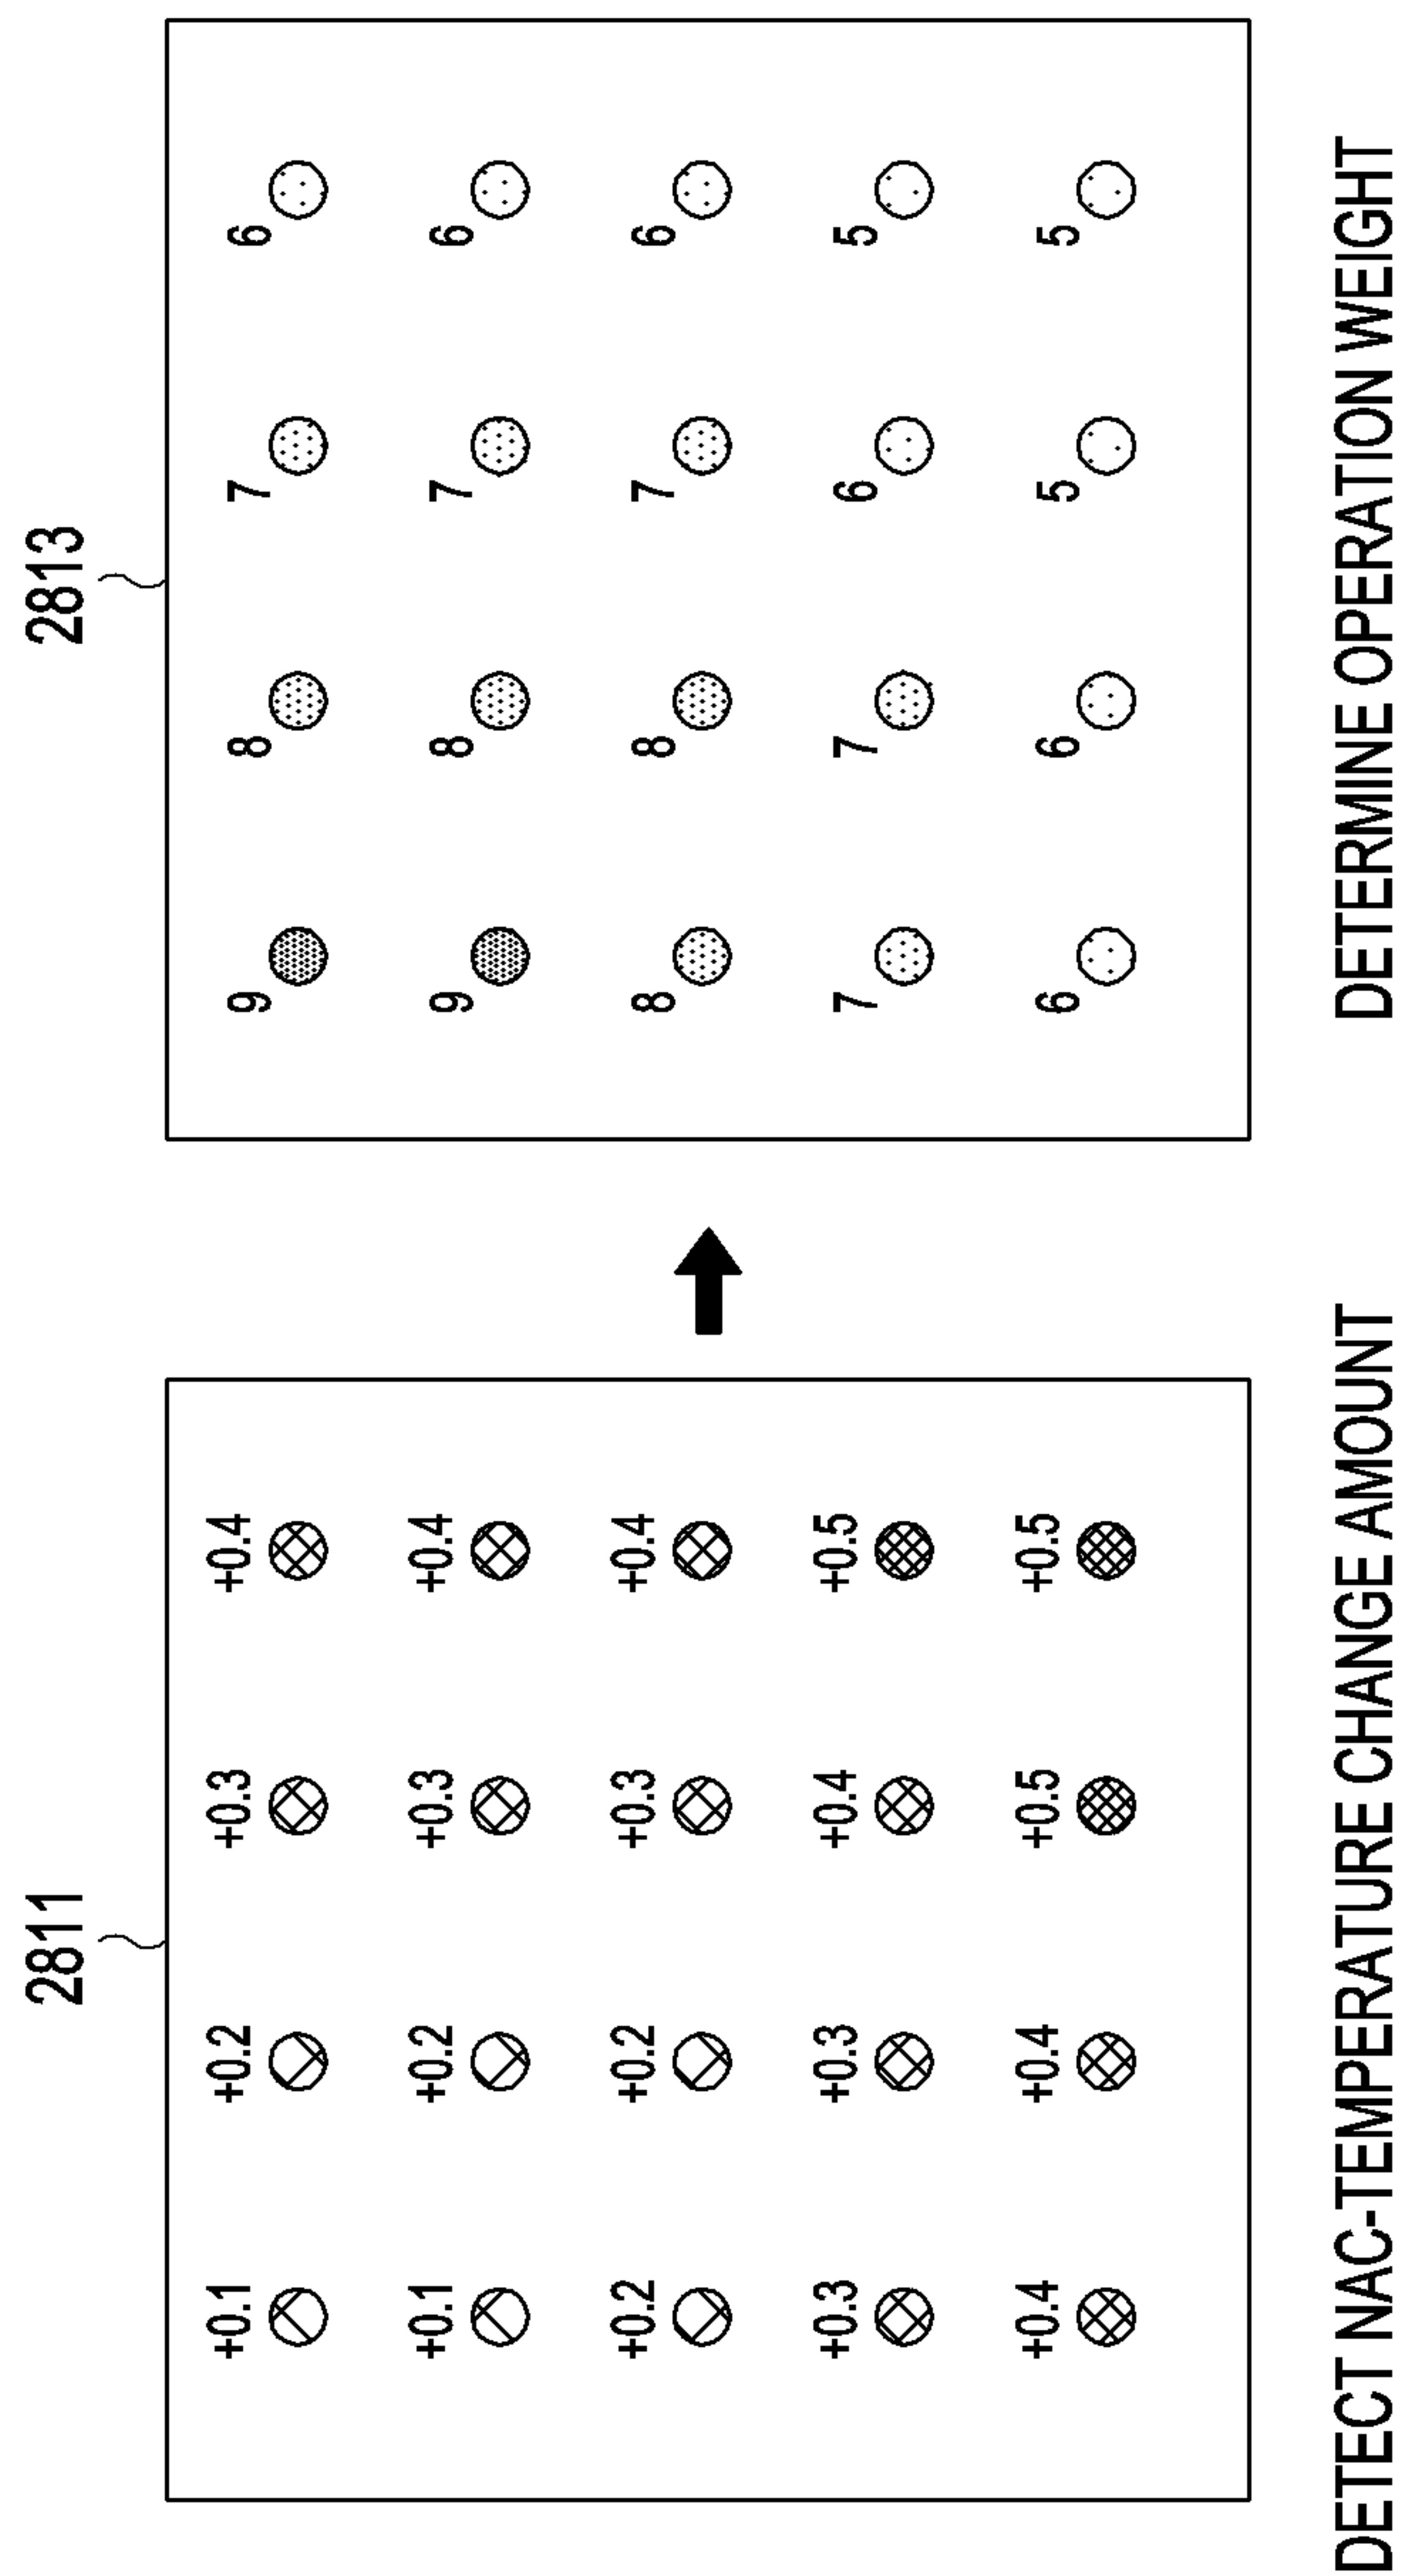 2811
+0.1 +0.2 +0.3 +0.4
+0.1 +0.2 +0.3 +0.4
+0.2 +0.2 +0.3 +0.4
+0.3 +0.3 +0.4 +0.5
+0.4 +0.4 +0.5 +0.5
DETECT NAC-TEMPERATURE CHANGE AMOUNT
2813
9 8 7 6
9 8 7 6
8 8 7 6
7 7 6 5
6 6 5 5
DETERMINE OPERATION WEIGHT